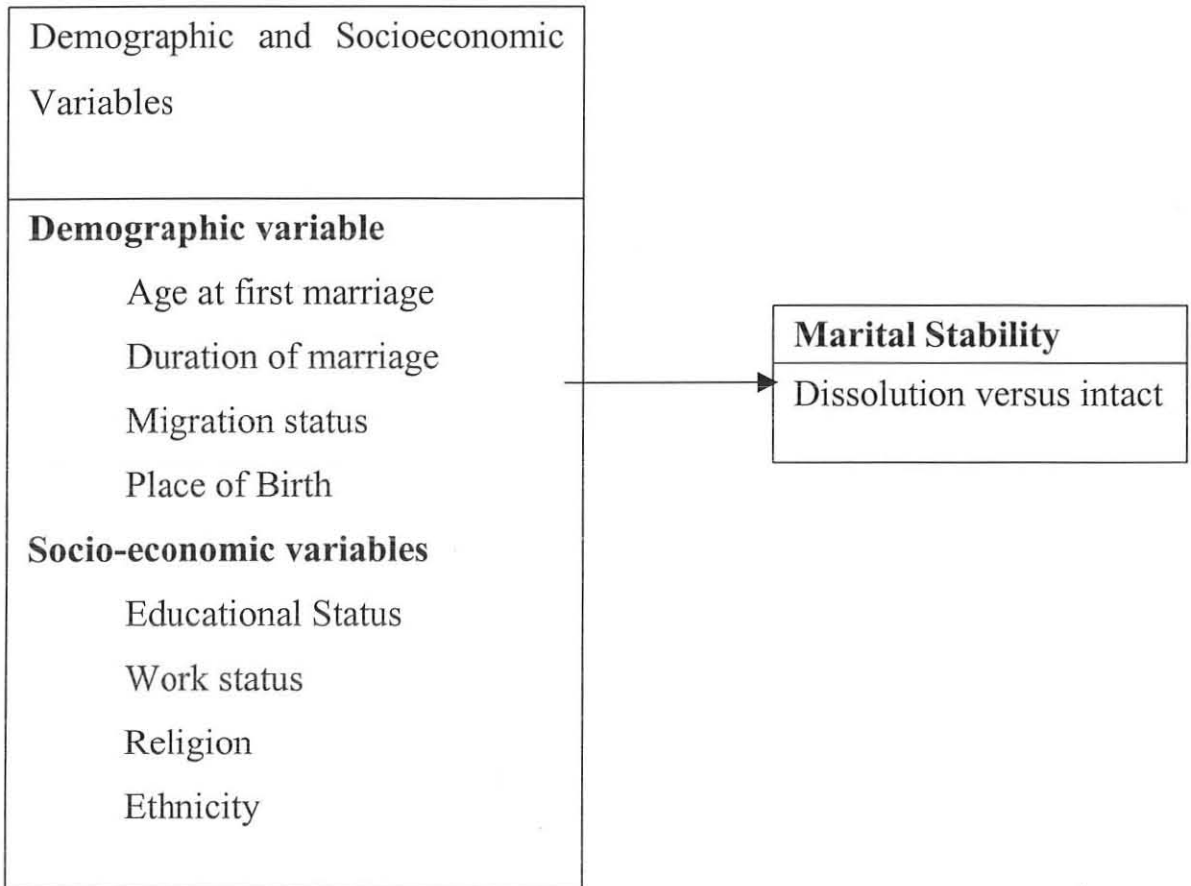 Demographic and Socioeconomic
Variables
Demographic variable
Age at first marriage
Duration of marriage
Migration status
Place of Birth
Socio-economic variables
Educational Status
Work status
Religion
Ethnicity
Marital Stability
Dissolution versus intact